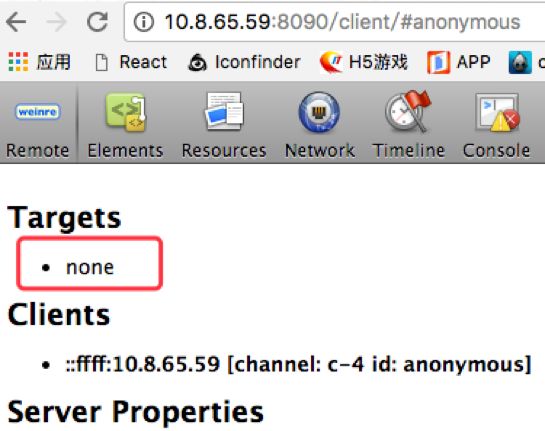 10.8.65.59:8090/client/#anonymous
应用 React Iconfinder H5游戏 APP
weinre
Remote Elements Resources Network Timeline Console
Targets
• none
Clients
• ::ffff:10.8.65.59 [channel: c-4 id: anonymous]
Server Properties